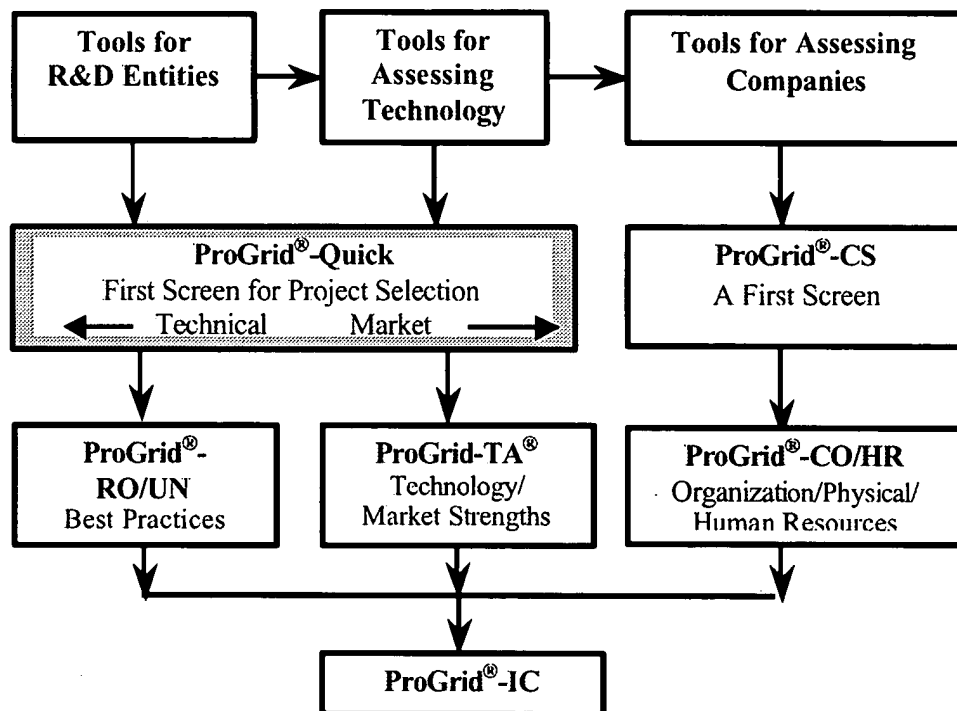 Tools for
R&D Entities
Tools for
Assessing
Technology
Tools for Assessing
Companies
ProGrid®-Quick
First Screen for Project Selection
Technical Market
ProGrid®-CS
A First Screen
ProGrid®-
RO/UN
Best Practices
ProGrid-TA®
Technology/
Market Strengths
ProGrid®-CO/HR
Organization/Physical/
Human Resources
ProGrid®-IC